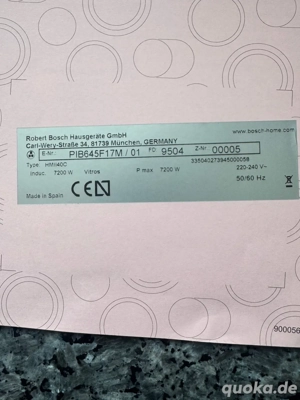 Robert Bosch Hausgeräte GmbH
Carl-Wery-Straße 34, 81739 München, GERMANY
www.bosch-home.com
E-Nr. PIB645F17M / 01 FD 9504 Z-Nr. 00005
Type: HMI40C 335040273945000058
Induc. 7200 W Vitroc. P max 7200 W 220-240 V~
50/60 Hz
Made in Spain CE N
900056
quoka.de